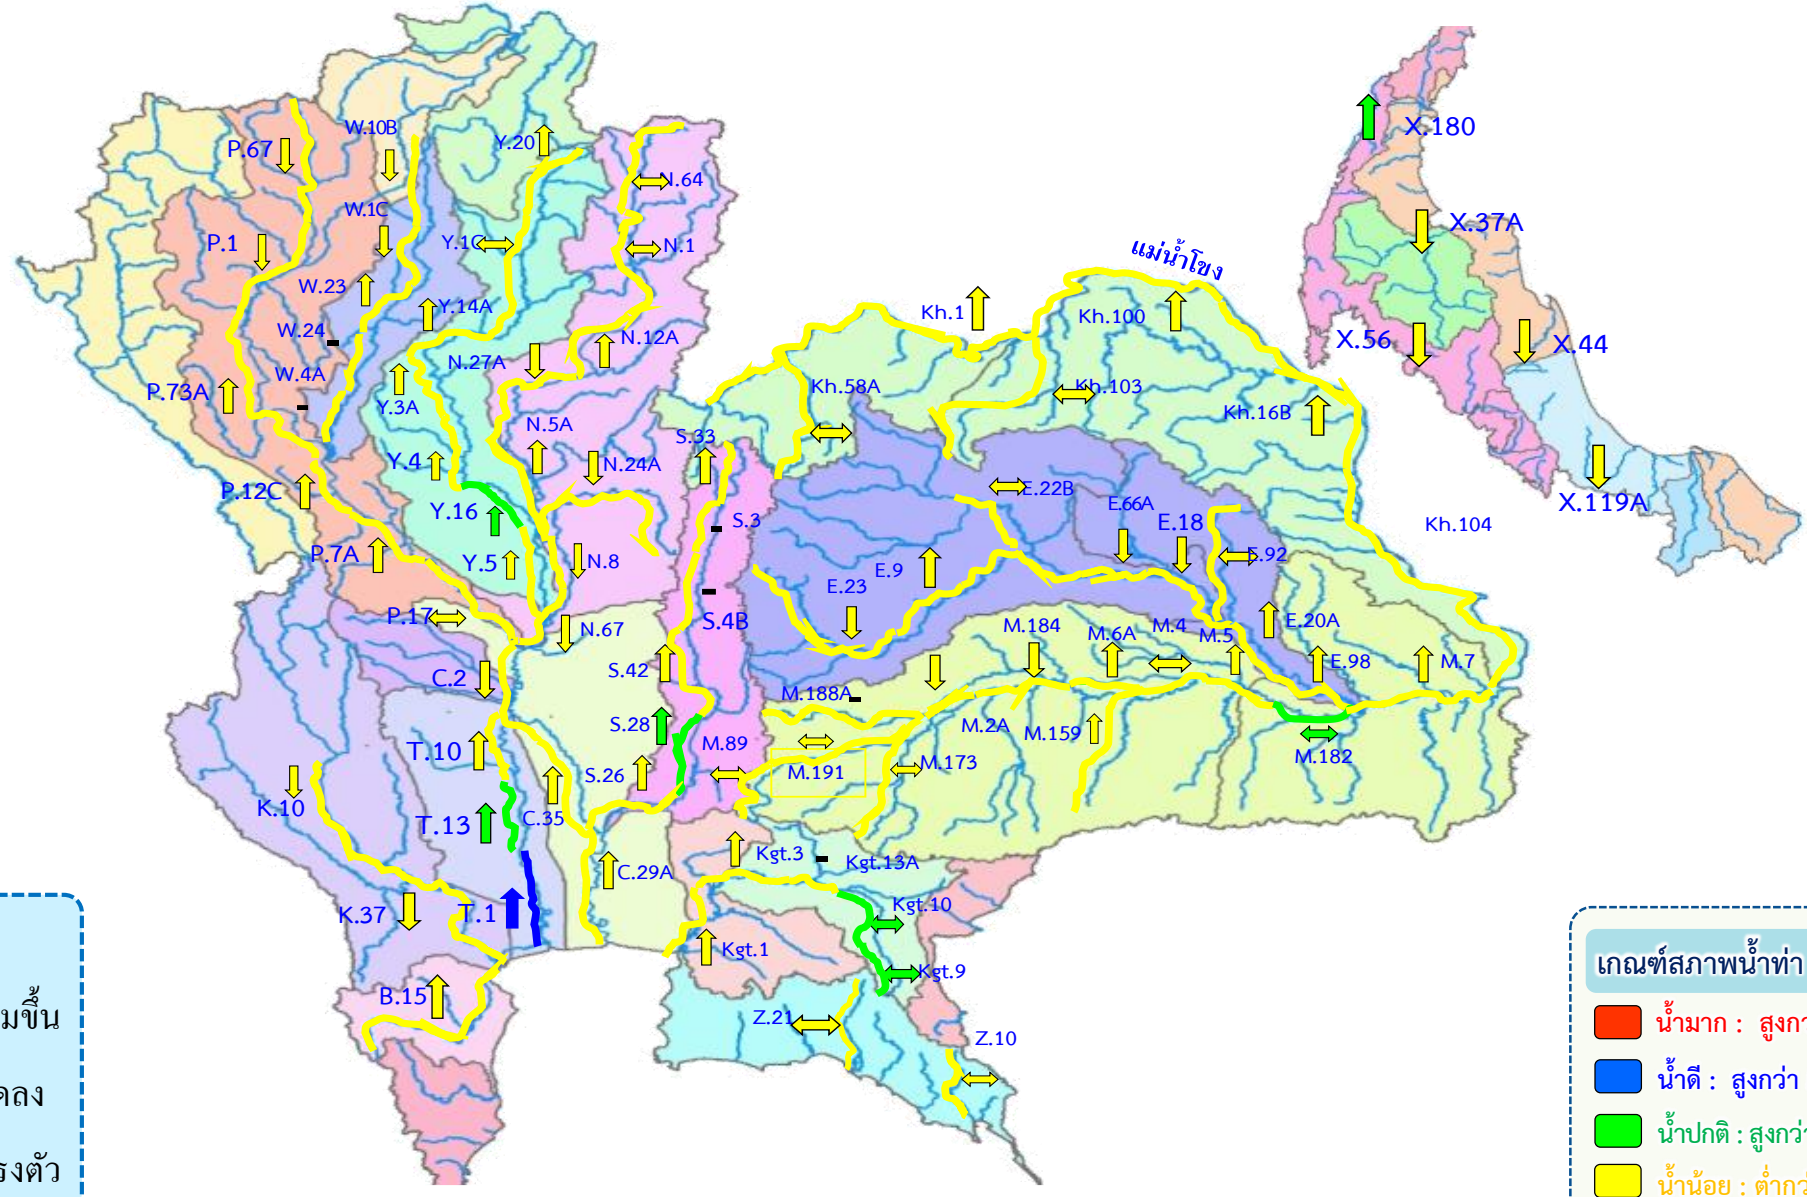 P.67
W.10B
Y.20
N.64
P.1
W.1C
Y.1C
N.1
W.23
Y.14A
W.24
N.27A
N.12A
P.73A
W.4A
Y.3A
N.5A
Y.4
N.24A
P.12C
Y.16
P.7A
Y.5
N.8
P.17
N.67
C.2
T.10
T.13
C.35
K.10
K.37
T.1
C.29A
B.15
S.33
S.3
S.4B
S.42
S.28
S.26
แม่น้ำโขง
Kh.1
Kh.100
Kh.58A
Kh.103
Kh.16B
Kh.104
E.22B
E.66A
E.18
E.92
E.9
E.23
E.20A
E.98
M.184
M.6A
M.4
M.5
M.7
M.188A
M.2A
M.159
M.182
M.89
M.191
M.173
Kgt.3
Kgt.13A
Kgt.10
Kgt.1
Kgt.9
Z.21
Z.10
X.180
X.37A
X.56
X.44
X.119A
มขึ้น
ลง
รงตัว
เกณฑ์สภาพน้ำท่า
น้ำมาก : สูงกว
น้ำดี : สูงกว่า
น้ำปกติ : สูงกว่
น้ำน้อย : ต่ำกว